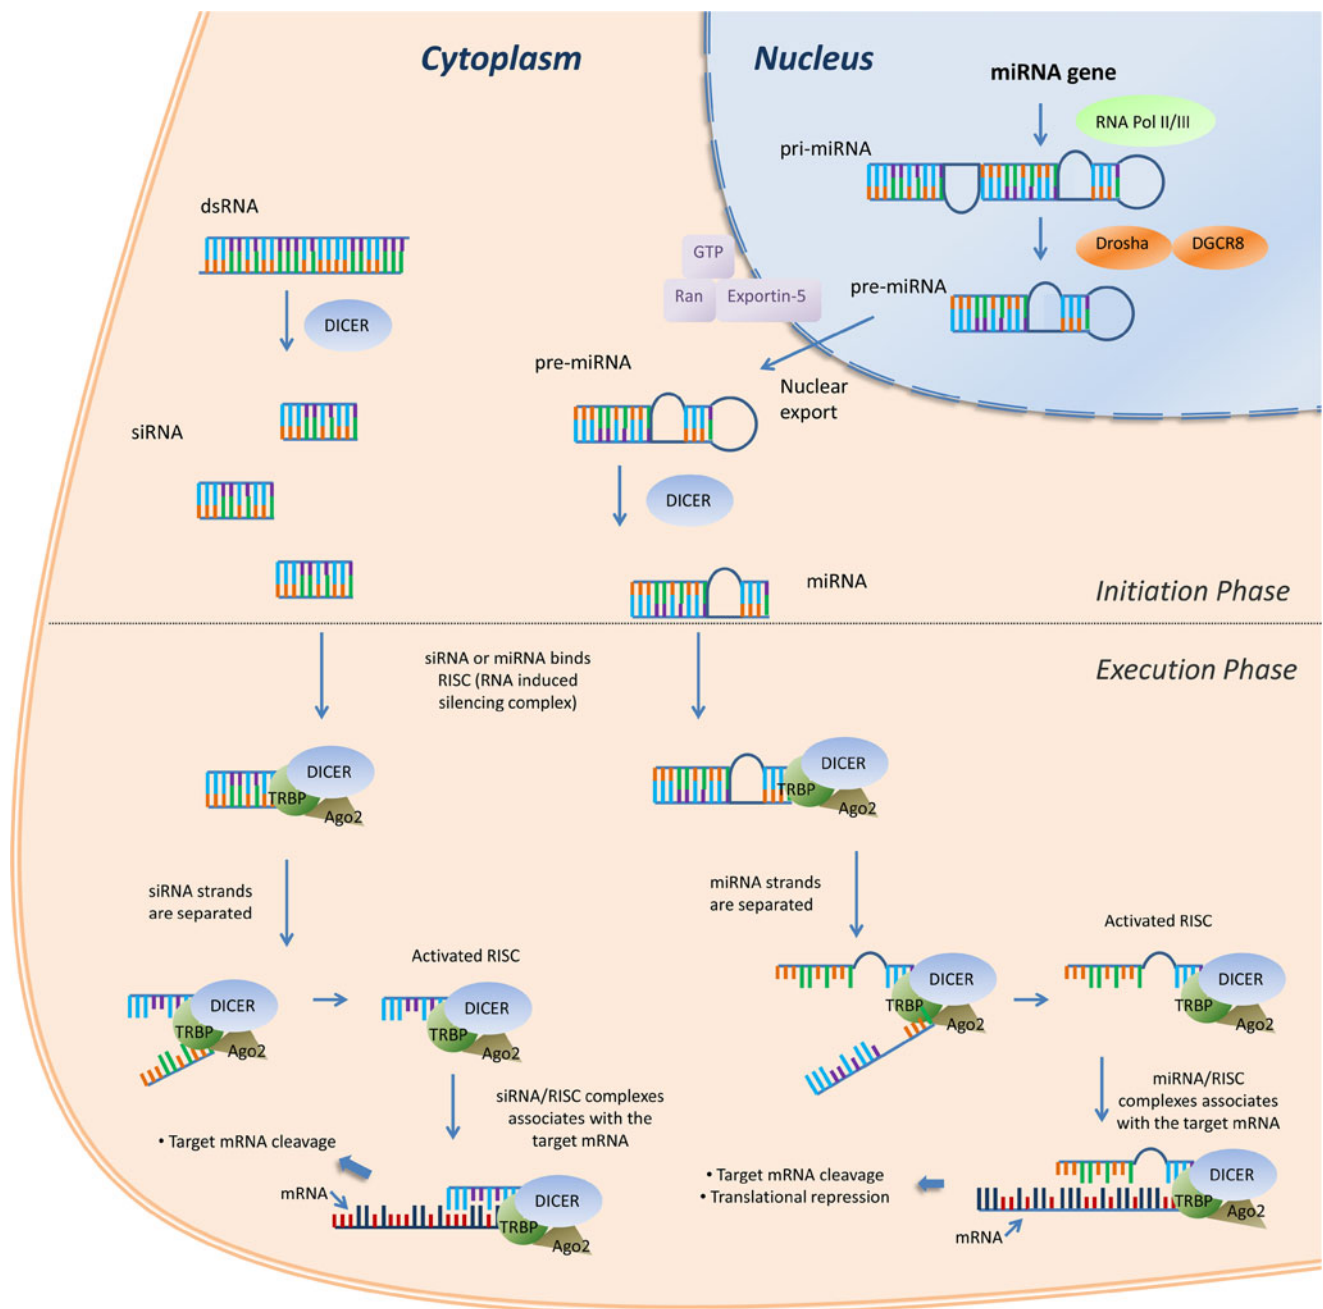 Cytoplasm
Nucleus
miRNA gene
RNA Pol II/III
pri-miRNA
dsRNA
Drosha
DGCR8
GTP
Ran
Exportin-5
pre-miRNA
DICER
pre-miRNA
Nuclear
export
siRNA
DICER
miRNA
Initiation Phase
siRNA or miRNA binds
RISC (RNA induced
silencing complex)
Execution Phase
DICER
TRBP
Ago2
DICER
TRBP
Ago2
siRNA strands
are separated
miRNA strands
are separated
Activated RISC
Activated RISC
DICER
TRBP
Ago2
DICER
TRBP
Ago2
DICER
TRBP
Ago2
DICER
TRBP
Ago2
siRNA/RISC complexes
associates with the
target mRNA
miRNA/RISC
complexes associates
with the target mRNA
• Target mRNA cleavage
mRNA
DICER
TRBP
Ago2
• Target mRNA cleavage
• Translational repression
DICER
TRBP
Ago2
mRNA